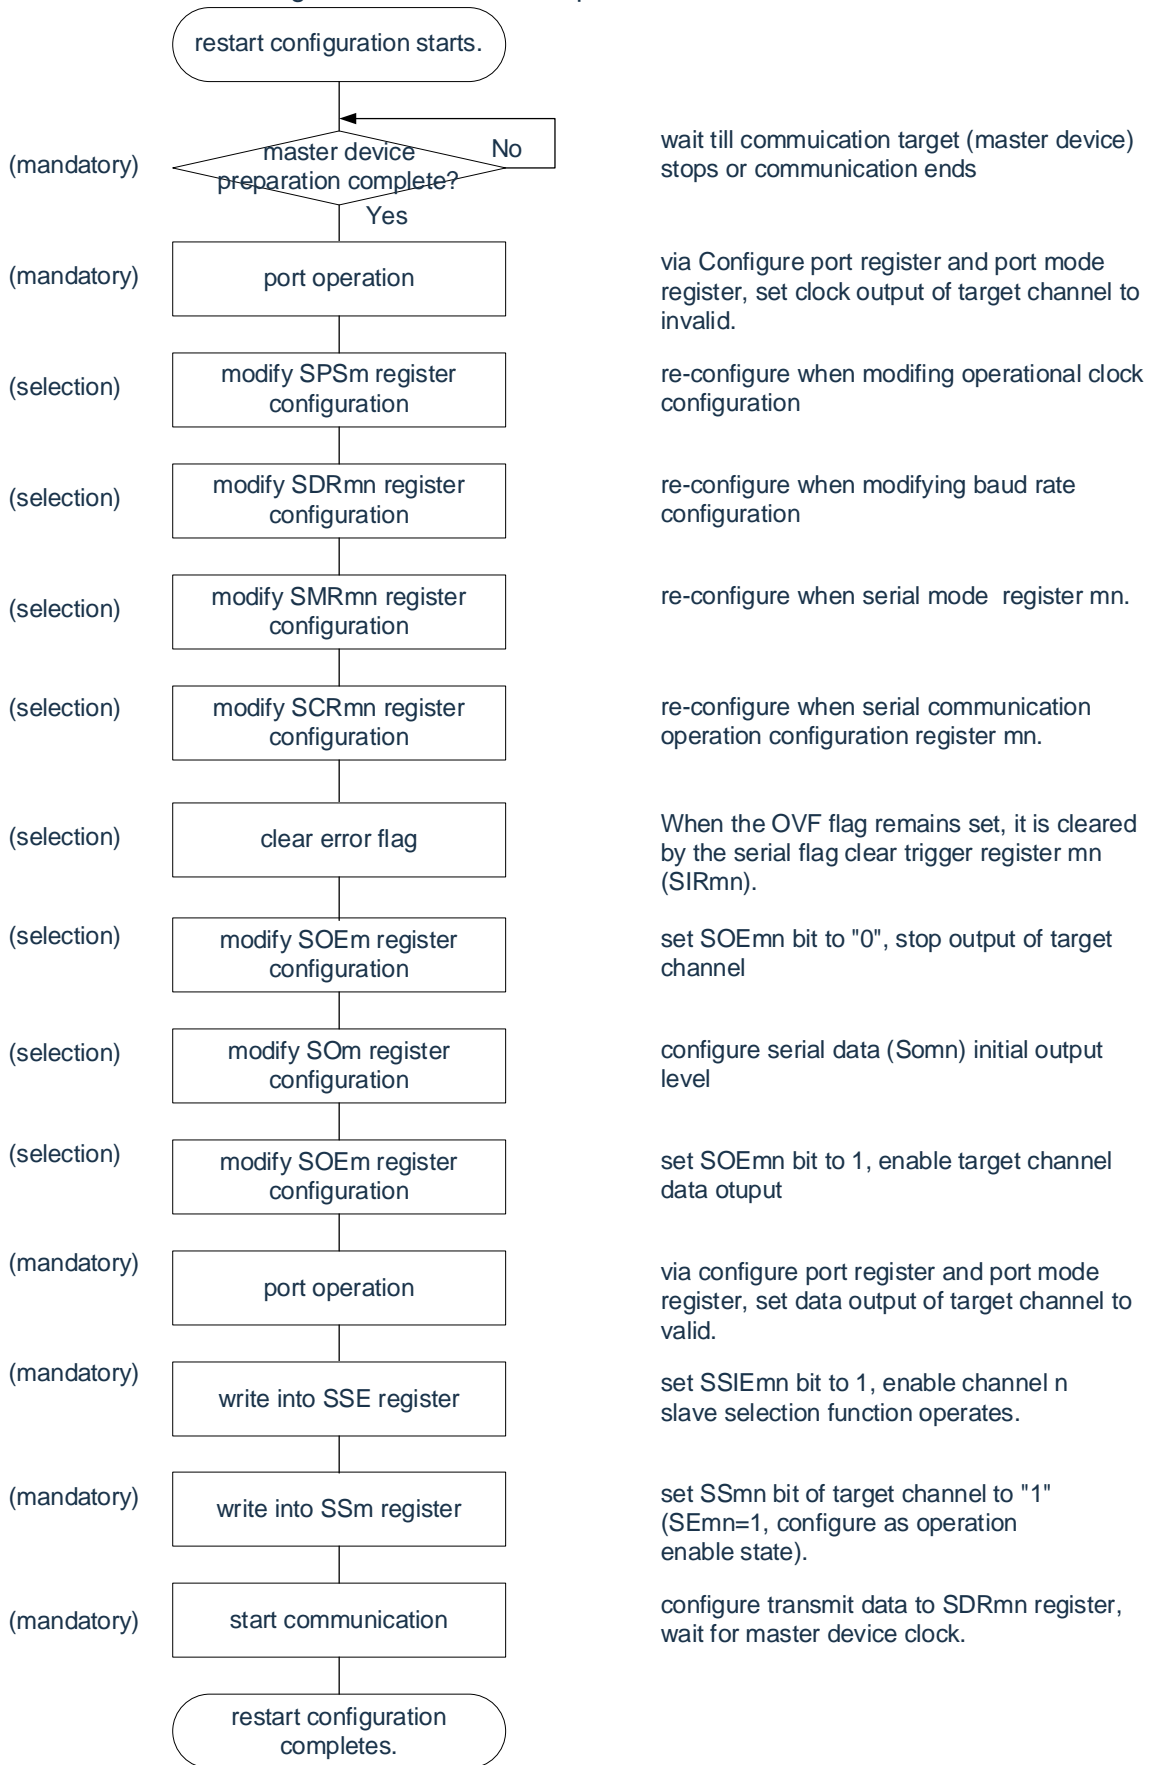 restart configuration starts.
(mandatory)
master device
preparation complete?
No
wait till commuication target (master device)
stops or communication ends
Yes
(mandatory)
port operation
via Configure port register and port mode
register, set clock output of target channel to
invalid.
(selection)
modify SPSm register
configuration
re-configure when modifing operational clock
configuration
(selection)
modify SDRmn register
configuration
re-configure when modifying baud rate
configuration
(selection)
modify SMRmn register
configuration
re-configure when serial mode  register mn.
(selection)
modify SCRmn register
configuration
re-configure when serial communication
operation configuration register mn.
(selection)
clear error flag
When the OVF flag remains set, it is cleared
by the serial flag clear trigger register mn
(SIRmn).
(selection)
modify SOEm register
configuration
set SOEmn bit to "0", stop output of target
channel
(selection)
modify SOm register
configuration
configure serial data (Somn) initial output
level
(selection)
modify SOEm register
configuration
set SOEmn bit to 1, enable target channel
data otuput
(mandatory)
port operation
via configure port register and port mode
register, set data output of target channel to
valid.
(mandatory)
write into SSE register
set SSIEmn bit to 1, enable channel n
slave selection function operates.
(mandatory)
write into SSm register
set SSmn bit of target channel to "1"
(SEmn=1, configure as operation
enable state).
(mandatory)
start communication
configure transmit data to SDRmn register,
wait for master device clock.
restart configuration
completes.